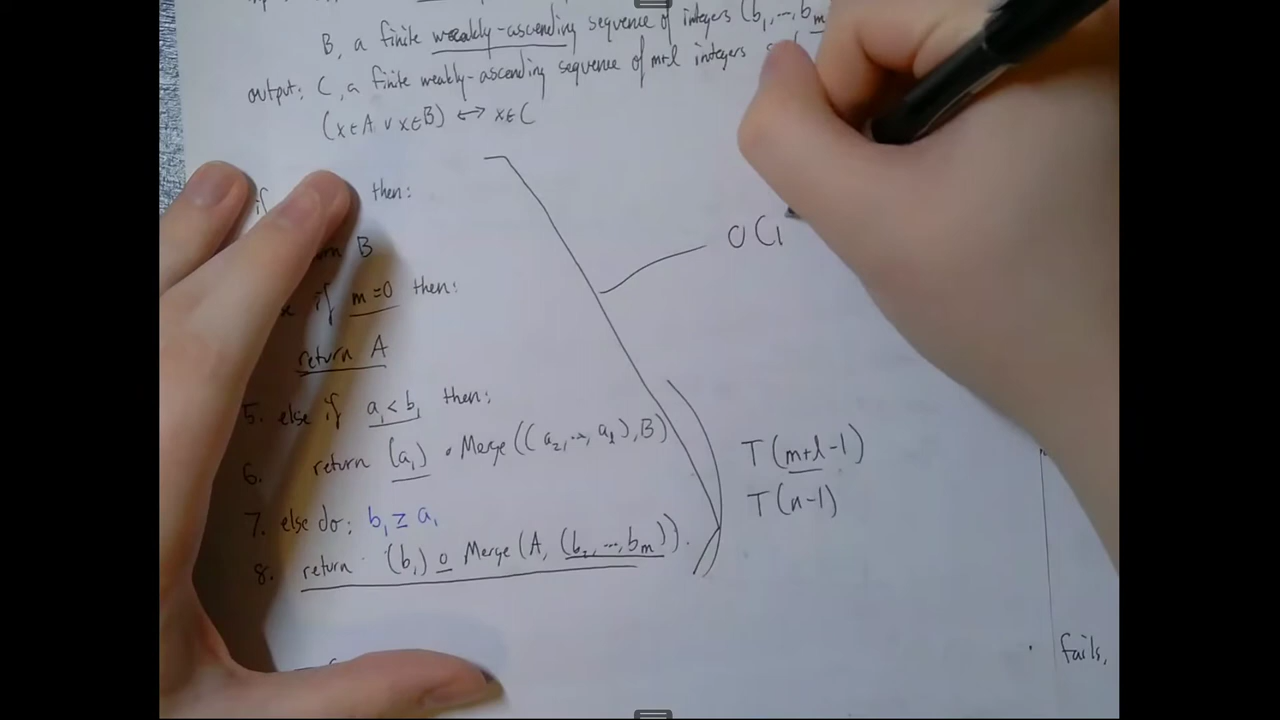 B, a finite weakly-ascending sequence of integers (b₁, ..., bₘ
output: C, a finite weakly-ascending sequence of m+l integers
(x∈A ∨ x∈B) ↔ x∈C
if then:
B
if m=0 then:
return A
5. else if a₁ < b₁ then:
6. return (a₁) ∘ Merge((a₂, ..., aₗ), B)
7. else do: b₁ ≥ a₁
8. return (b₁) ∘ Merge(A, (b₂, ..., bₘ)).
O(1
T(m+l-1)
T(n-1)
fails,